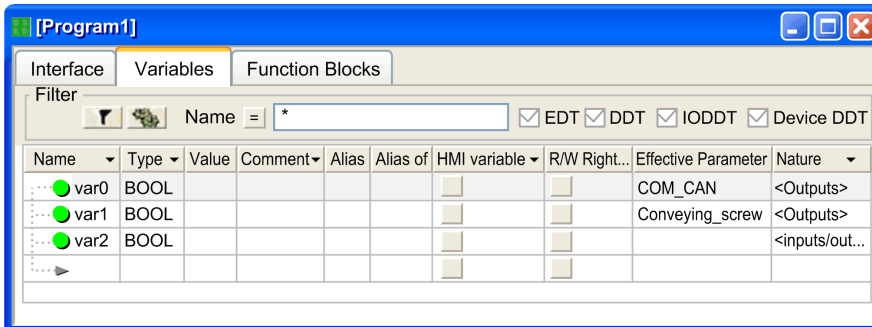 [Program1]
Interface Variables Function Blocks
Filter
Name = * EDT DDT IODDT Device DDT
Name Type Value Comment Alias Alias of HMI variable R/W Right... Effective Parameter Nature
var0 BOOL COM_CAN <Outputs>
var1 BOOL Conveying_screw <Outputs>
var2 BOOL <inputs/out...